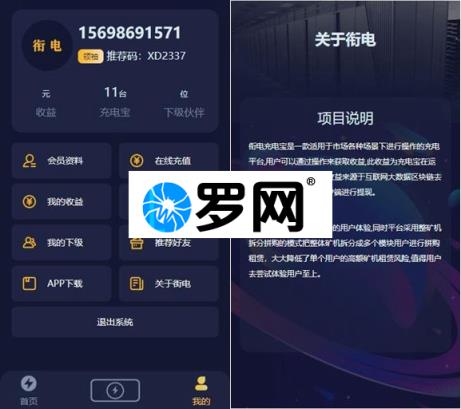 衔电
15698691571
领袖 推荐码：XD2337
元
收益
11台
充电宝
位
下级伙伴
会员资料
在线充值
我的收益
我的下级
推荐好友
APP下载
关于衔电
退出系统
首页
我的
关于衔电
项目说明
衔电充电宝是一款适用于市场各种场景下进行操作的充电
平台,用户可以通过操作来获取收益,此收益为充电宝在运
收益来源于互联网大数据区块链去
端进行提现。
的用户体验,同时平台采用整矿机
拆分拼购的模式把整体矿机拆分成多个模块用户进行拼购
租赁，大大降低了单个用户的高额矿机租赁风险,值得用户
去尝试体验用户至上。
罗网®